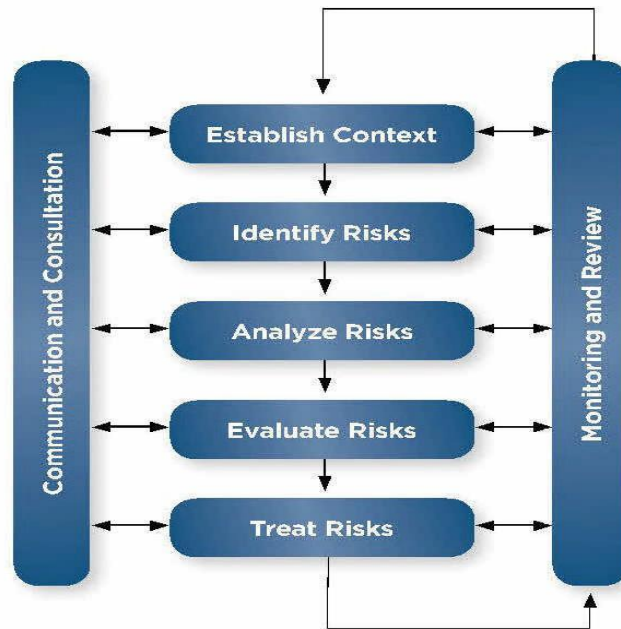 Communication and Consultation
Establish Context
Identify Risks
Analyze Risks
Evaluate Risks
Treat Risks
Monitoring and Review